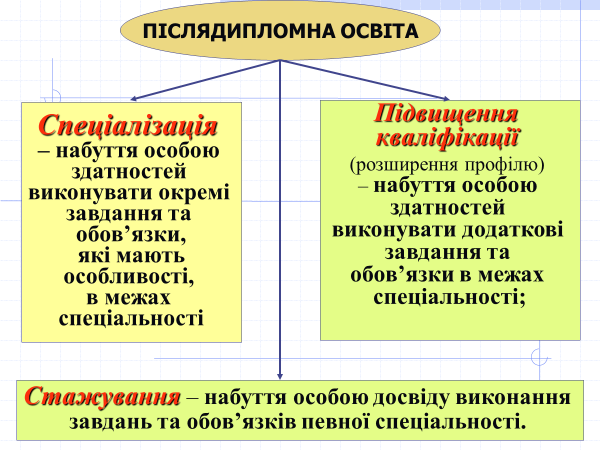 ПІСЛЯДИПЛОМНА ОСВІТА
Спеціалізація
– набуття особою
здатностей
виконувати окремі
завдання та
обов’язки,
які мають
особливості,
в межах
спеціальності
Підвищення
кваліфікації
(розширення профілю)
– набуття особою
здатностей
виконувати додаткові
завдання та
обов’язки в межах
спеціальності;
Стажування – набуття особою досвіду виконання
завдань та обов’язків певної спеціальності.